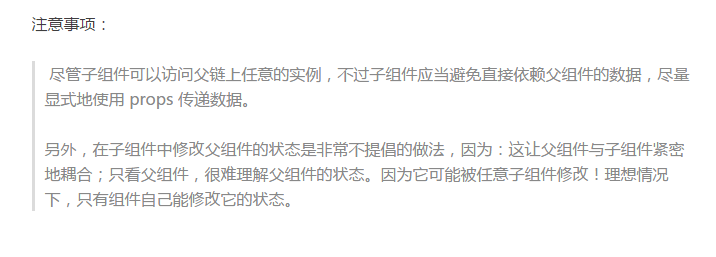 注意事项：
尽管子组件可以访问父链上任意的实例，不过子组件应当避免直接依赖父组件的数据，尽量
显式地使用 props 传递数据。
另外，在子组件中修改父组件的状态是非常不提倡的做法，因为：这让父组件与子组件紧密
地耦合；只看父组件，很难理解父组件的状态。因为它可能被任意子组件修改！理想情况
下，只有组件自己能修改它的状态。